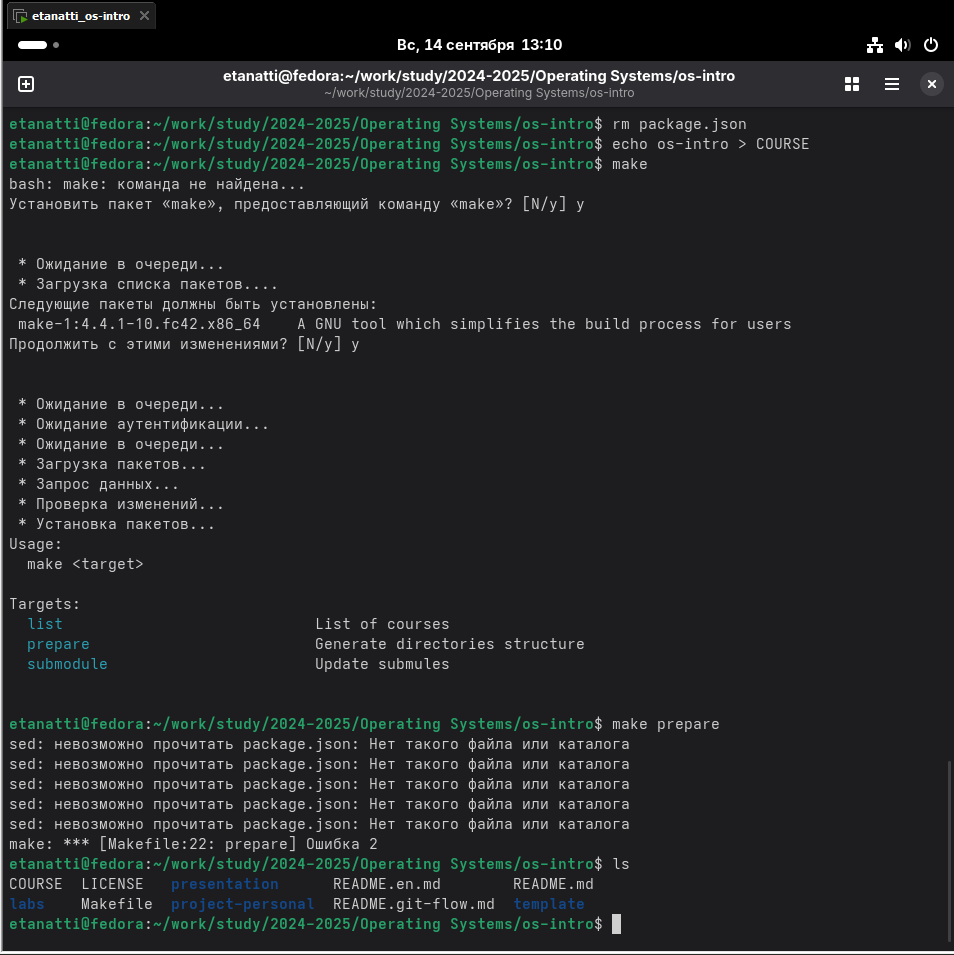 etanatti_os-intro
Вс, 14 сентября 13:10
etanatti@fedora:~/work/study/2024-2025/Operating Systems/os-intro
~/work/study/2024-2025/Operating Systems/os-intro
etanatti@fedora:~/work/study/2024-2025/Operating Systems/os-intro$ rm package.json
etanatti@fedora:~/work/study/2024-2025/Operating Systems/os-intro$ echo os-intro > COURSE
etanatti@fedora:~/work/study/2024-2025/Operating Systems/os-intro$ make
bash: make: команда не найдена...
Установить пакет «make», предоставляющий команду «make»? [N/y] y
* Ожидание в очереди...
* Загрузка списка пакетов....
Следующие пакеты должны быть установлены:
make-1:4.4.1-10.fc42.x86_64    A GNU tool which simplifies the build process for users
Продолжить с этими изменениями? [N/y] y
* Ожидание в очереди...
* Ожидание аутентификации...
* Ожидание в очереди...
* Загрузка пакетов...
* Запрос данных...
* Проверка изменений...
* Установка пакетов...
Usage:
make <target>
Targets:
list                            List of courses
prepare                         Generate directories structure
submodule                       Update submules
etanatti@fedora:~/work/study/2024-2025/Operating Systems/os-intro$ make prepare
sed: невозможно прочитать package.json: Нет такого файла или каталога
sed: невозможно прочитать package.json: Нет такого файла или каталога
sed: невозможно прочитать package.json: Нет такого файла или каталога
sed: невозможно прочитать package.json: Нет такого файла или каталога
sed: невозможно прочитать package.json: Нет такого файла или каталога
make: *** [Makefile:22: prepare] Ошибка 2
etanatti@fedora:~/work/study/2024-2025/Operating Systems/os-intro$ ls
COURSE  LICENSE   presentation      README.en.md        README.md
labs    Makefile  project-personal  README.git-flow.md  template
etanatti@fedora:~/work/study/2024-2025/Operating Systems/os-intro$